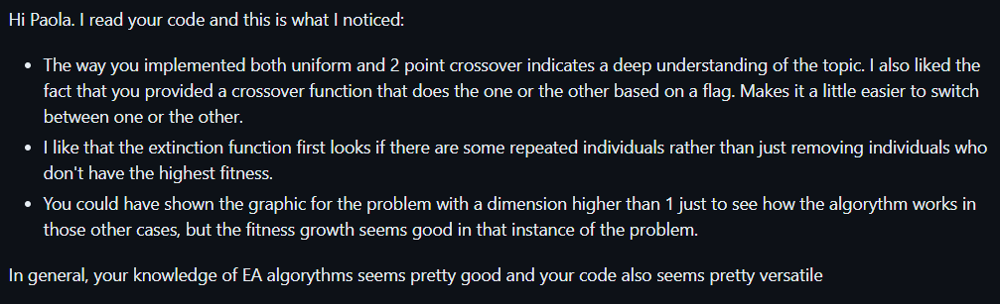 Hi Paola. I read your code and this is what I noticed:
• The way you implemented both uniform and 2 point crossover indicates a deep understanding of the topic. I also liked the
fact that you provided a crossover function that does the one or the other based on a flag. Makes it a little easier to switch
between one or the other.
• I like that the extinction function first looks if there are some repeated individuals rather than just removing individuals who
don't have the highest fitness.
• You could have shown the graphic for the problem with a dimension higher than 1 just to see how the algorythm works in
those other cases, but the fitness growth seems good in that instance of the problem.
In general, your knowledge of EA algorythms seems pretty good and your code also seems pretty versatile